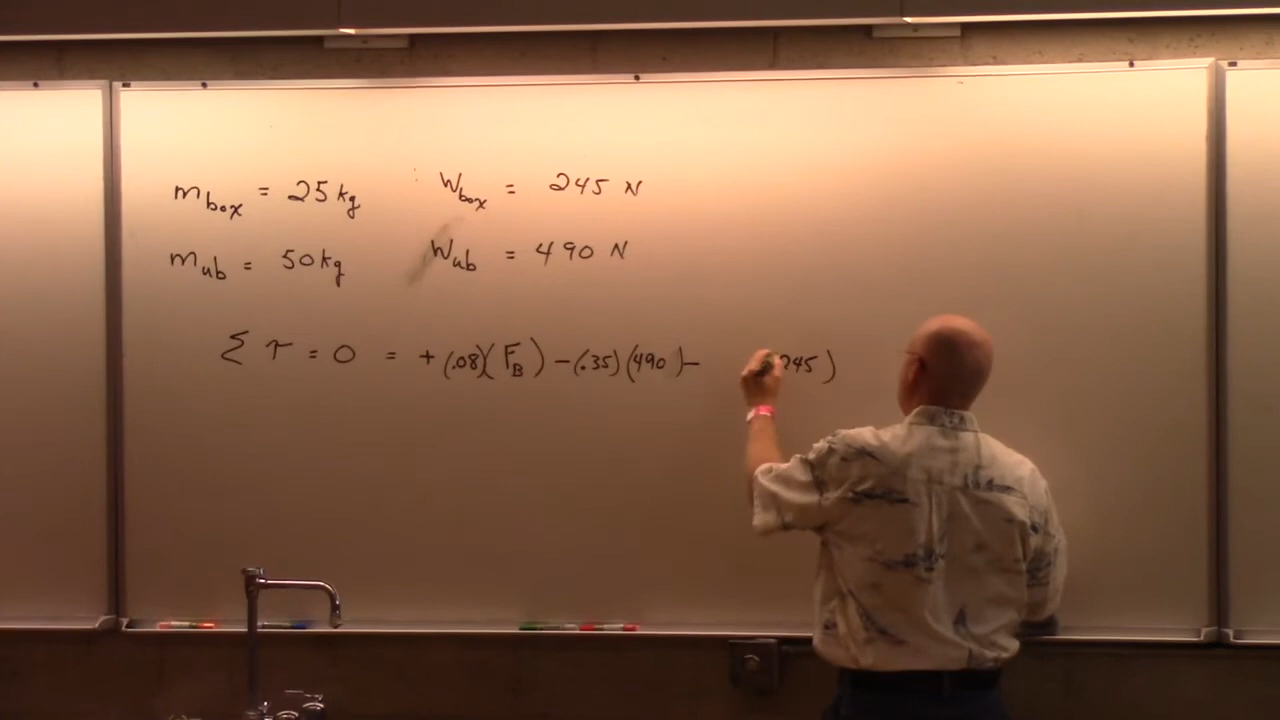 m_box = 25 kg W_box = 245 N
m_ub = 50 kg W_ub = 490 N
Σ τ = 0 = + (.08)(F_B) - (.35)(490) - 245)